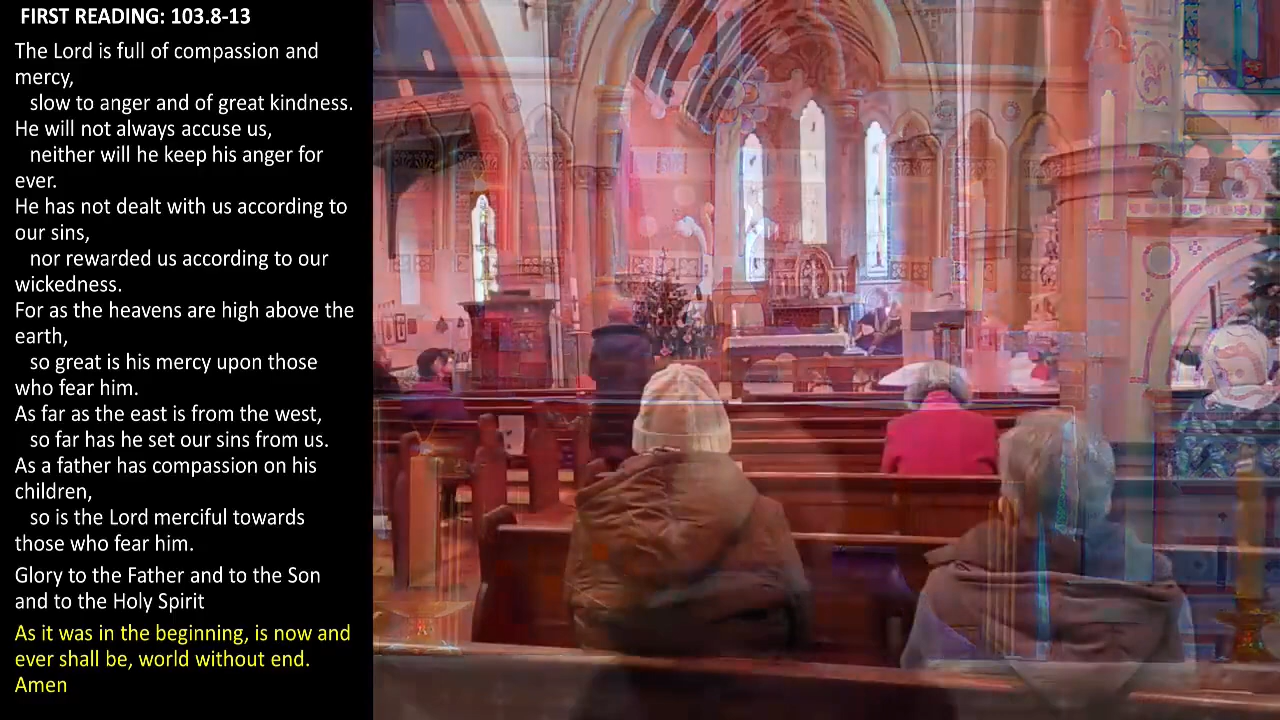 FIRST READING: 103.8-13
The Lord is full of compassion and
mercy,
slow to anger and of great kindness.
He will not always accuse us,
neither will he keep his anger for
ever.
He has not dealt with us according to
our sins,
nor rewarded us according to our
wickedness.
For as the heavens are high above the
earth,
so great is his mercy upon those
who fear him.
As far as the east is from the west,
so far has he set our sins from us.
As a father has compassion on his
children,
so is the Lord merciful towards
those who fear him.
Glory to the Father and to the Son
and to the Holy Spirit
As it was in the beginning, is now and
ever shall be, world without end.
Amen